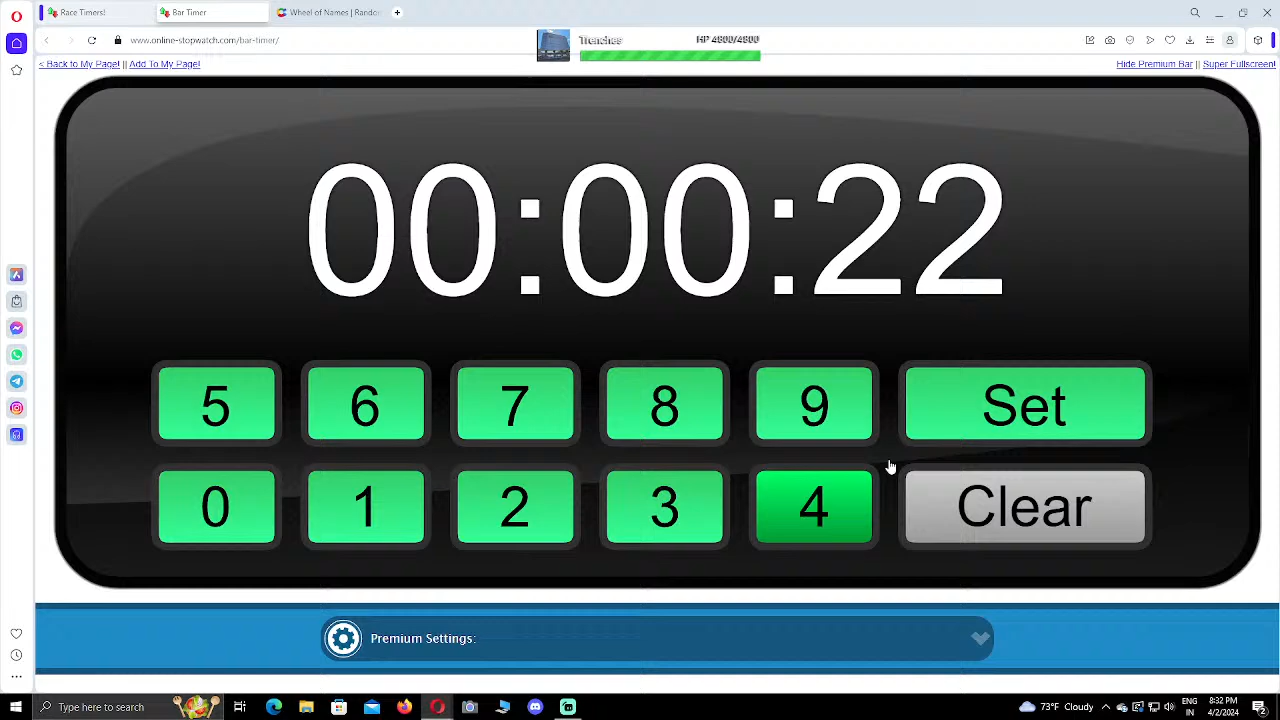 Race Timers!
Bar Timer
Wheel of Names | Random
www.online-stopwatch.com/bar-timer/
Trenches HP 4800/4800
< Back to My Page! || Add To My Page!
Hide Premium Bar || Super Fullscreen!
00:00:22
5 6 7 8 9 Set
0 1 2 3 4 Clear
Premium Settings:
Type here to search
73°F Cloudy
ENG
IN
8:32 PM
4/2/2024